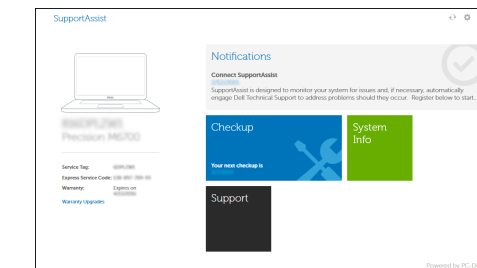 SupportAssist
Notifications
Connect SupportAssist
SupportAssist is designed to monitor your system for issues and, if necessary, automatically
engage Dell Technical Support to address problems should they occur. Register below to start...
Precision M6700
Checkup
System
Info
Your next checkup is
Service Tag:
Express Service Code:
Warranty:
Expires on
Warranty Upgrades
Support
Powered by PC-D